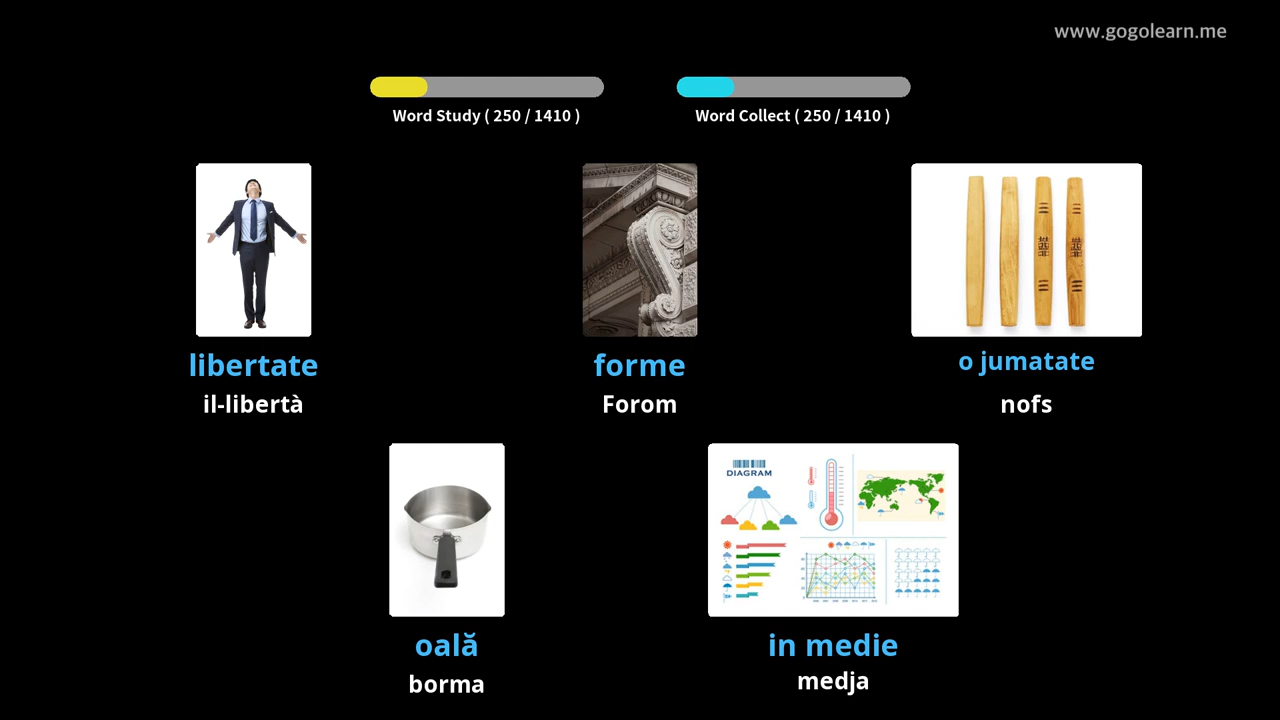 www.gogolearn.me
Word Study ( 250 / 1410 )
Word Collect ( 250 / 1410 )
libertate
il-libertà
forme
Forom
o jumatate
nofs
DIAGRAM
oală
borma
in medie
medja